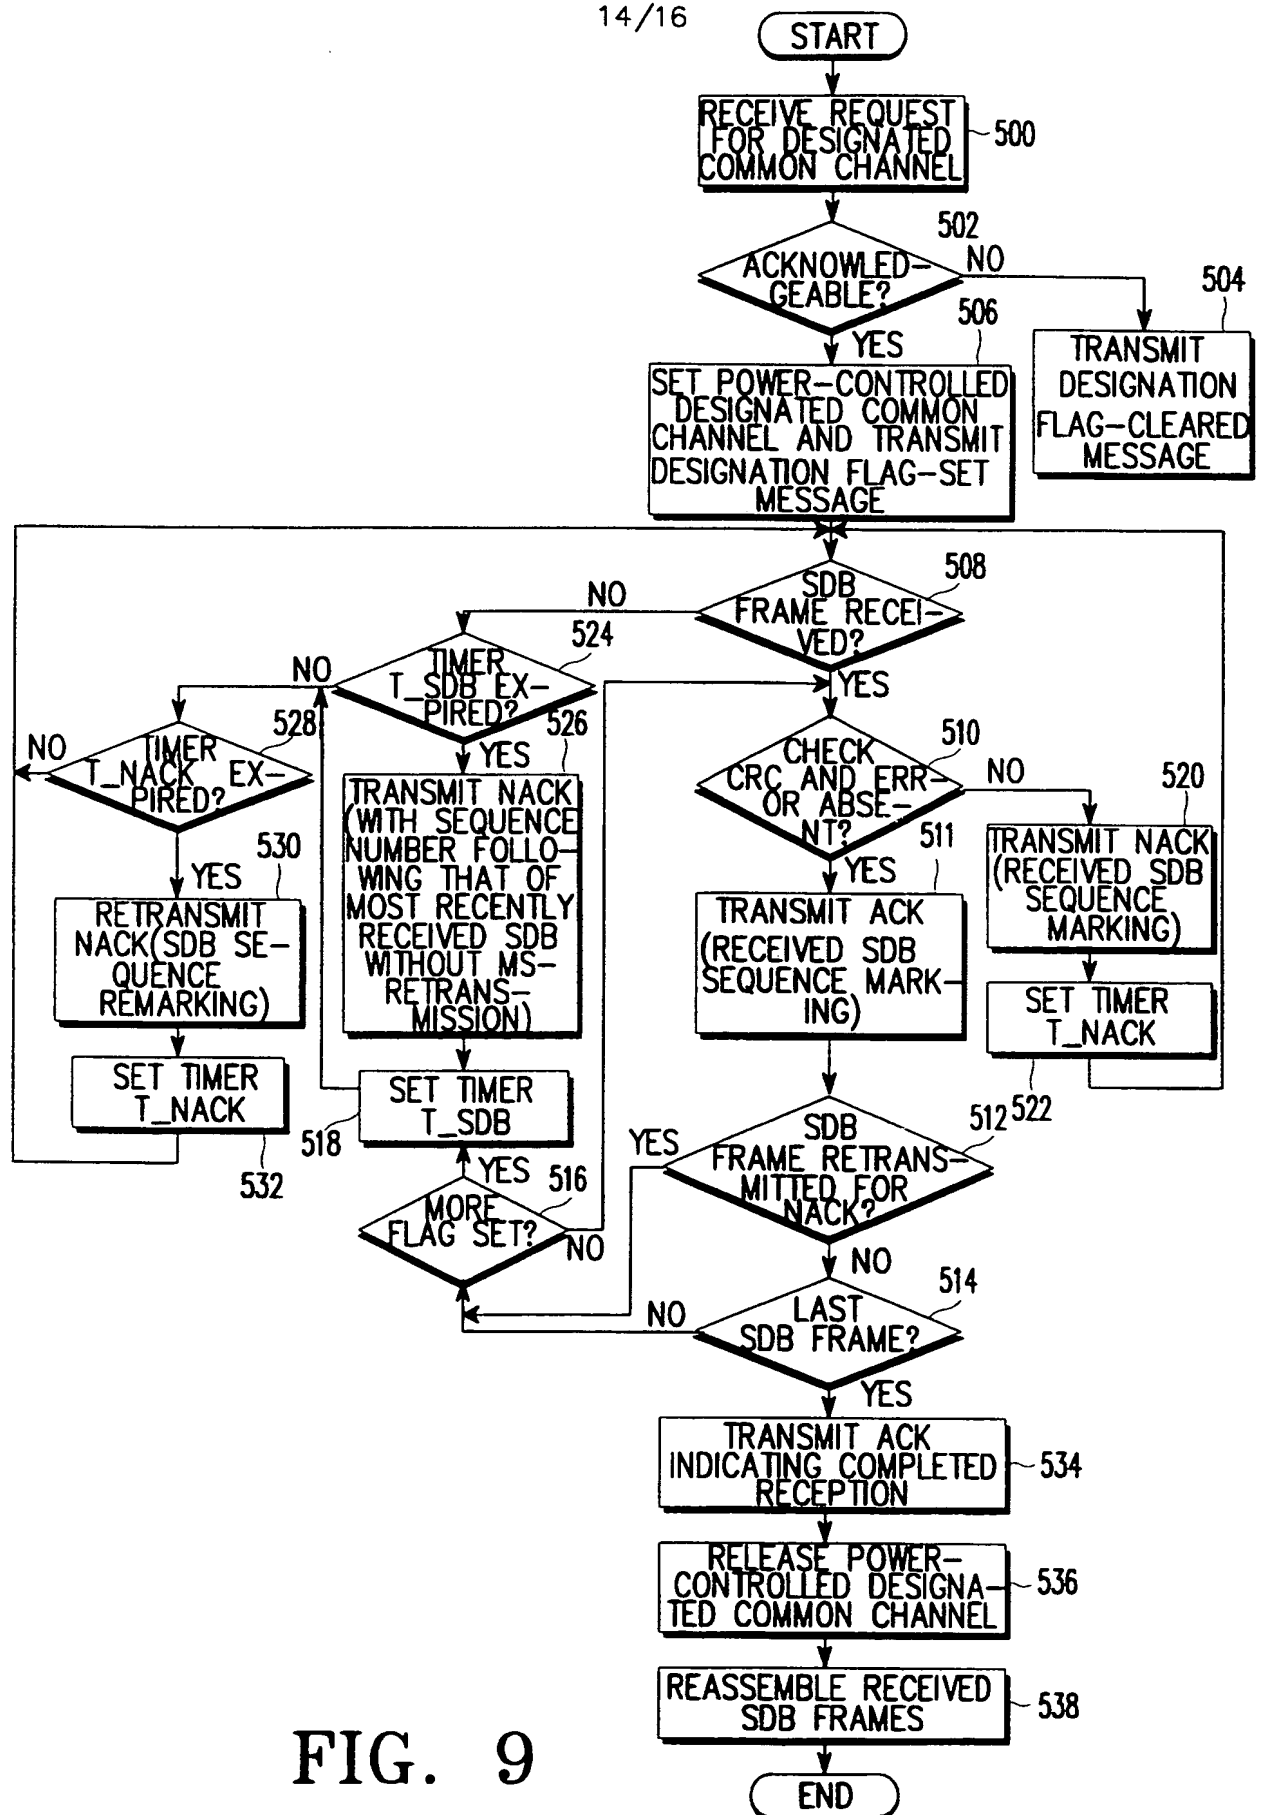 14/16
START
RECEIVE REQUEST
FOR DESIGNATED
COMMON CHANNEL
500
502
ACKNOWLED-
GEABLE?
NO
504
TRANSMIT
DESIGNATION
FLAG-CLEARED
MESSAGE
YES
506
SET POWER-CONTROLLED
DESIGNATED COMMON
CHANNEL AND TRANSMIT
DESIGNATION FLAG-SET
MESSAGE
508
SDB
FRAME RECEI-
VED?
NO
YES
524
TIMER
T_SDB EX-
PIRED?
NO
YES
528
TIMER
T_NACK EX-
PIRED?
NO
YES
526
TRANSMIT NACK
(WITH SEQUENCE
NUMBER FOLLO-
WING THAT OF
MOST RECENTLY
RECEIVED SDB
WITHOUT MS-
RETRANS-
MISSION)
510
CHECK
CRC AND ERR-
OR ABSE-
NT?
NO
YES
520
TRANSMIT NACK
(RECEIVED SDB
SEQUENCE
MARKING)
511
TRANSMIT ACK
(RECEIVED SDB
SEQUENCE MARK-
ING)
530
RETRANSMIT
NACK(SDB SE-
QUENCE
REMARKING)
SET TIMER
T_NACK
522
SET TIMER
T_NACK
532
SET TIMER
T_SDB
518
YES
516
MORE
FLAG SET?
NO
512
SDB
FRAME RETRANS-
MITTED FOR
NACK?
YES
NO
514
LAST
SDB FRAME?
NO
YES
TRANSMIT ACK
INDICATING COMPLETED
RECEPTION
534
RELEASE POWER-
CONTROLLED DESIGNA-
TED COMMON CHANNEL
536
REASSEMBLE RECEIVED
SDB FRAMES
538
END
FIG. 9